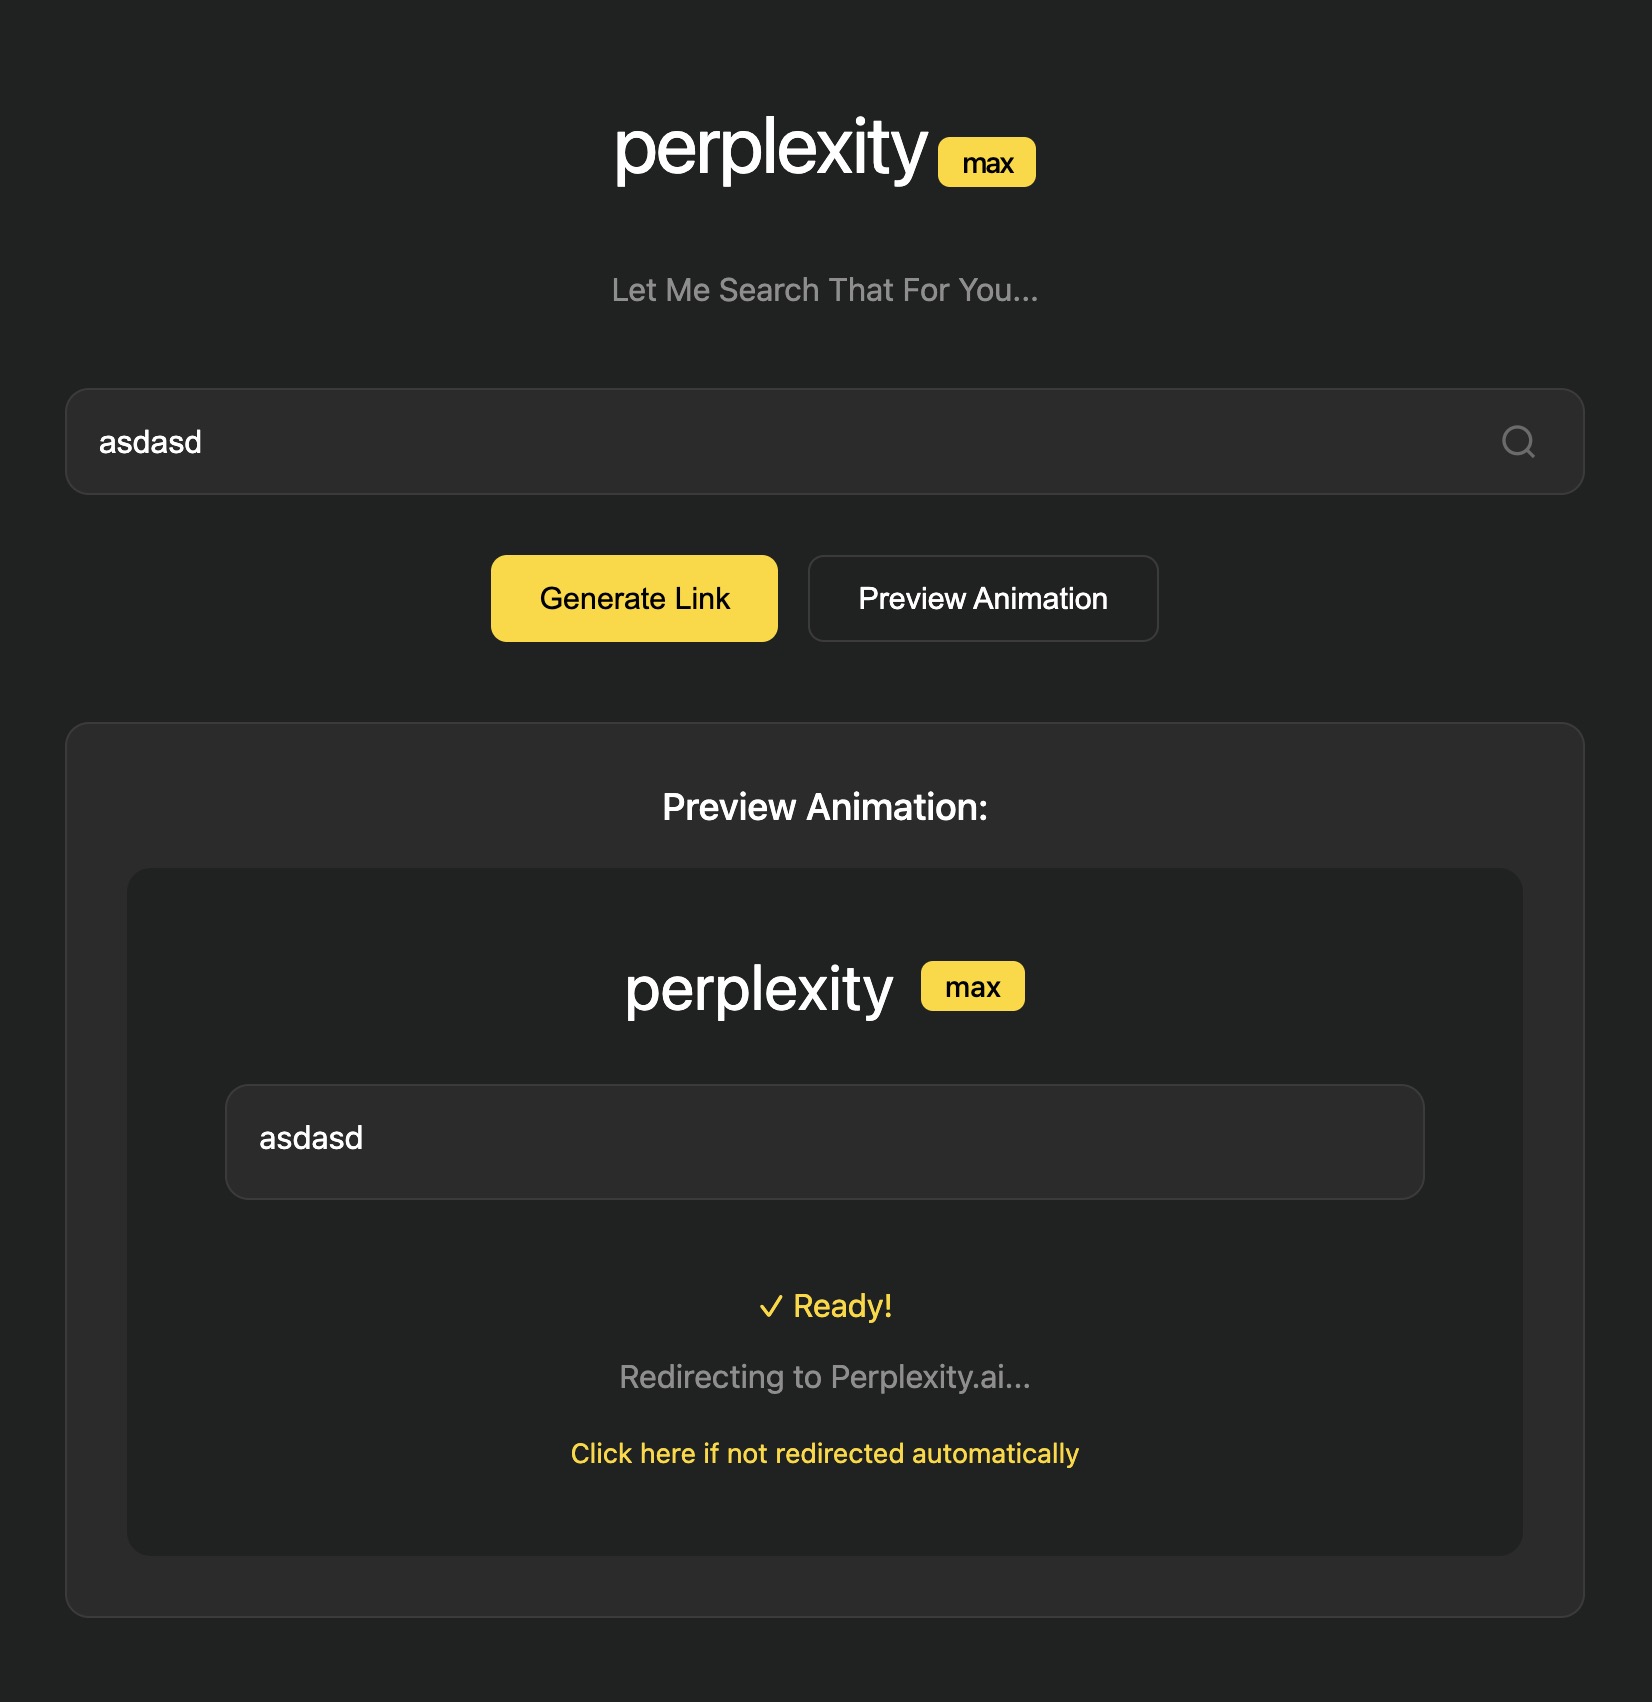 perplexity max
Let Me Search That For You...
asdasd
Generate Link
Preview Animation
Preview Animation:
perplexity max
asdasd
✓ Ready!
Redirecting to Perplexity.ai...
Click here if not redirected automatically